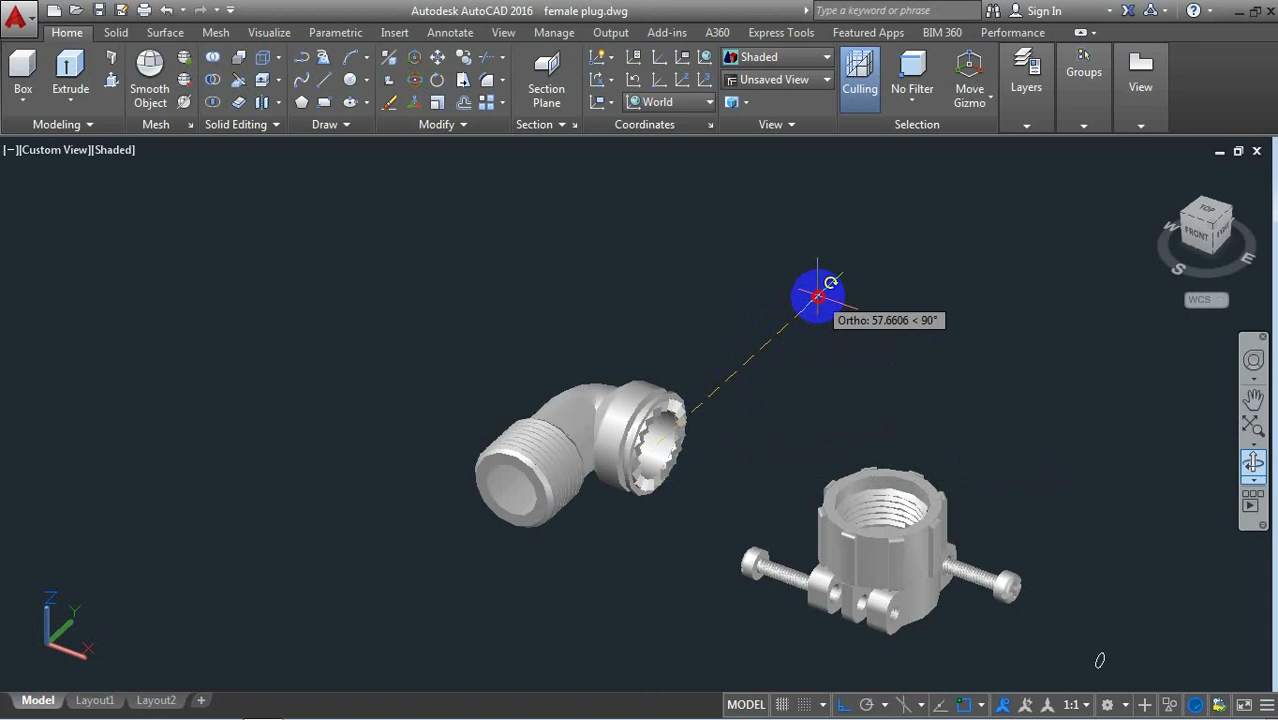 Autodesk AutoCAD 2016 female plug.dwg
Type a keyword or phrase
Sign In
Home Solid Surface Mesh Visualize Parametric Insert Annotate View Manage Output Add-ins A360 Express Tools Featured Apps BIM 360 Performance
Box
Extrude
Smooth
Object
Section
Plane
Shaded
Unsaved View
World
Culling
No Filter
Move
Gizmo
Layers
Groups
View
Modeling Mesh Solid Editing Draw Modify Section Coordinates View Selection
[−][Custom View][Shaded]
TOP
FRONT
W
S
E
WCS
Ortho: 57.6606 < 90°
Z
Y
X
Model Layout1 Layout2 +
MODEL
1:1